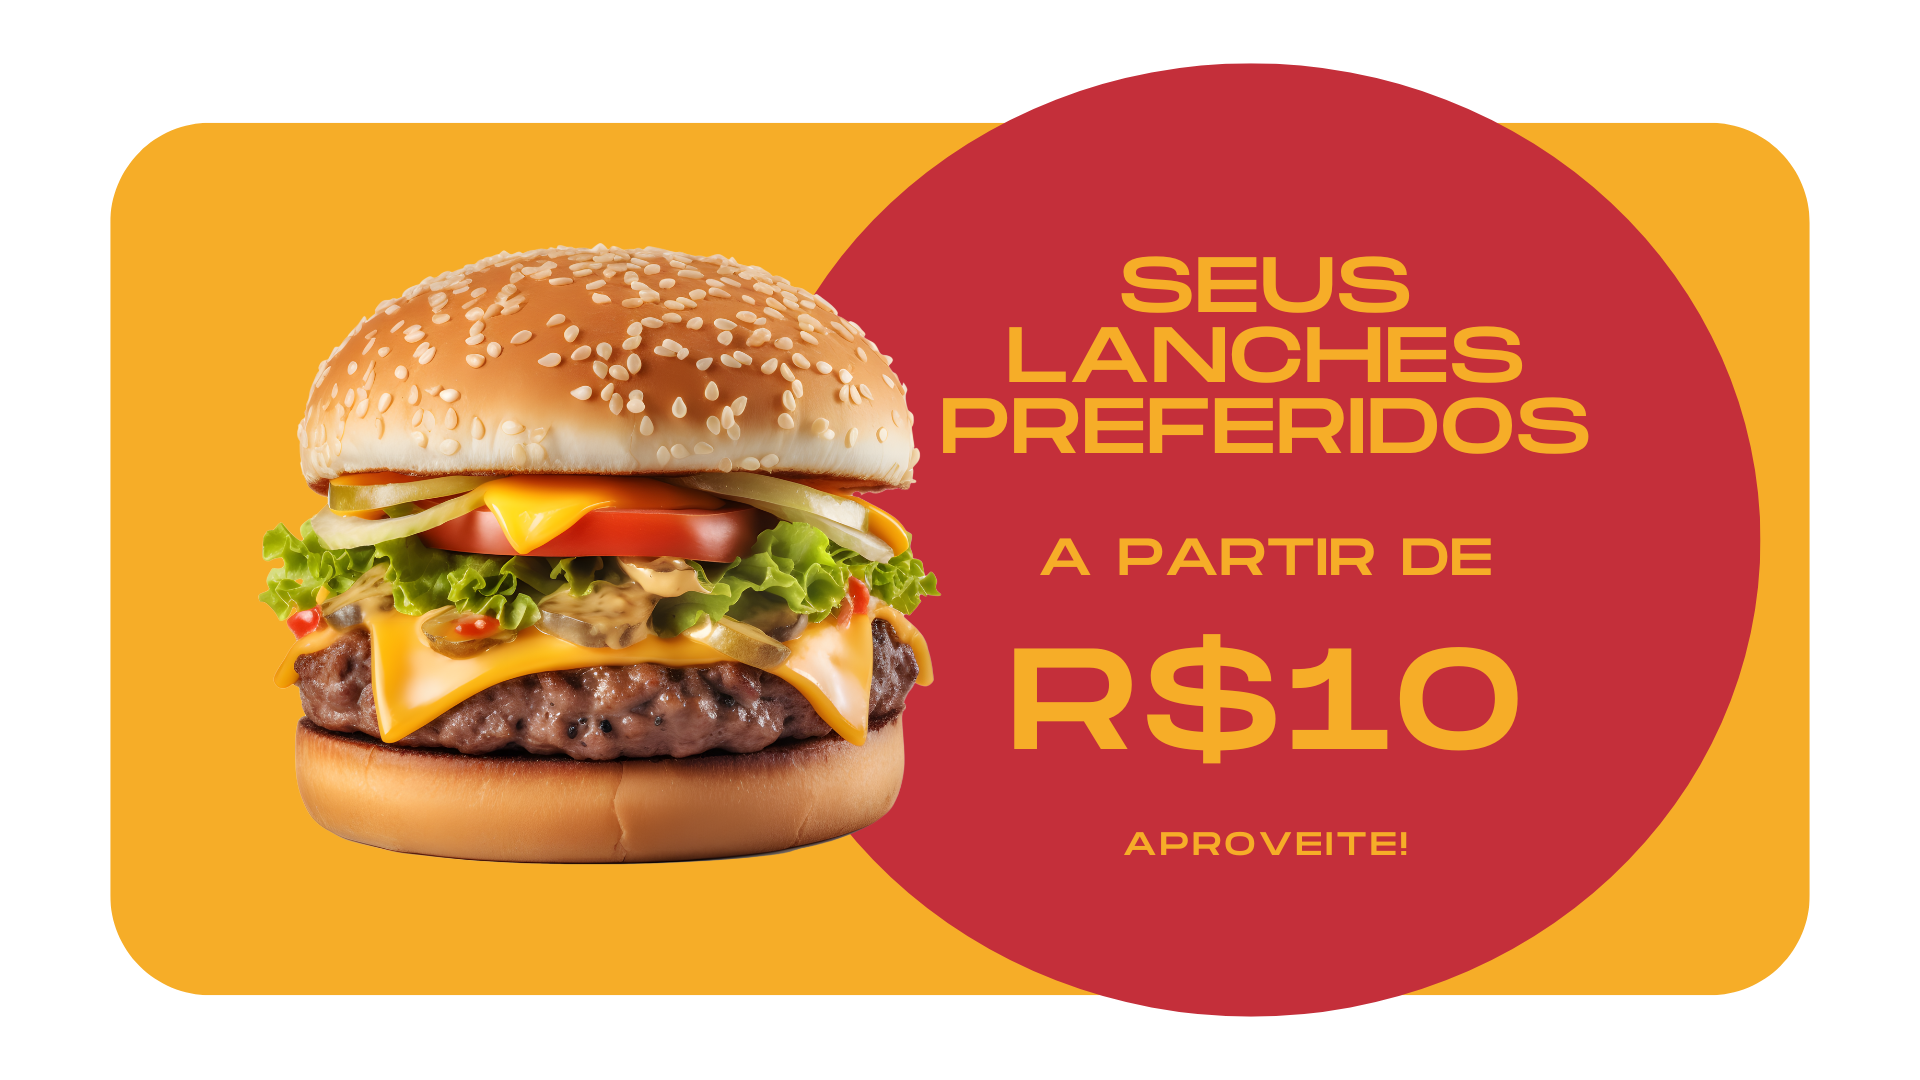 SEUS
LANCHES
PREFERIDOS
A PARTIR DE
R$10
APROVEITE!